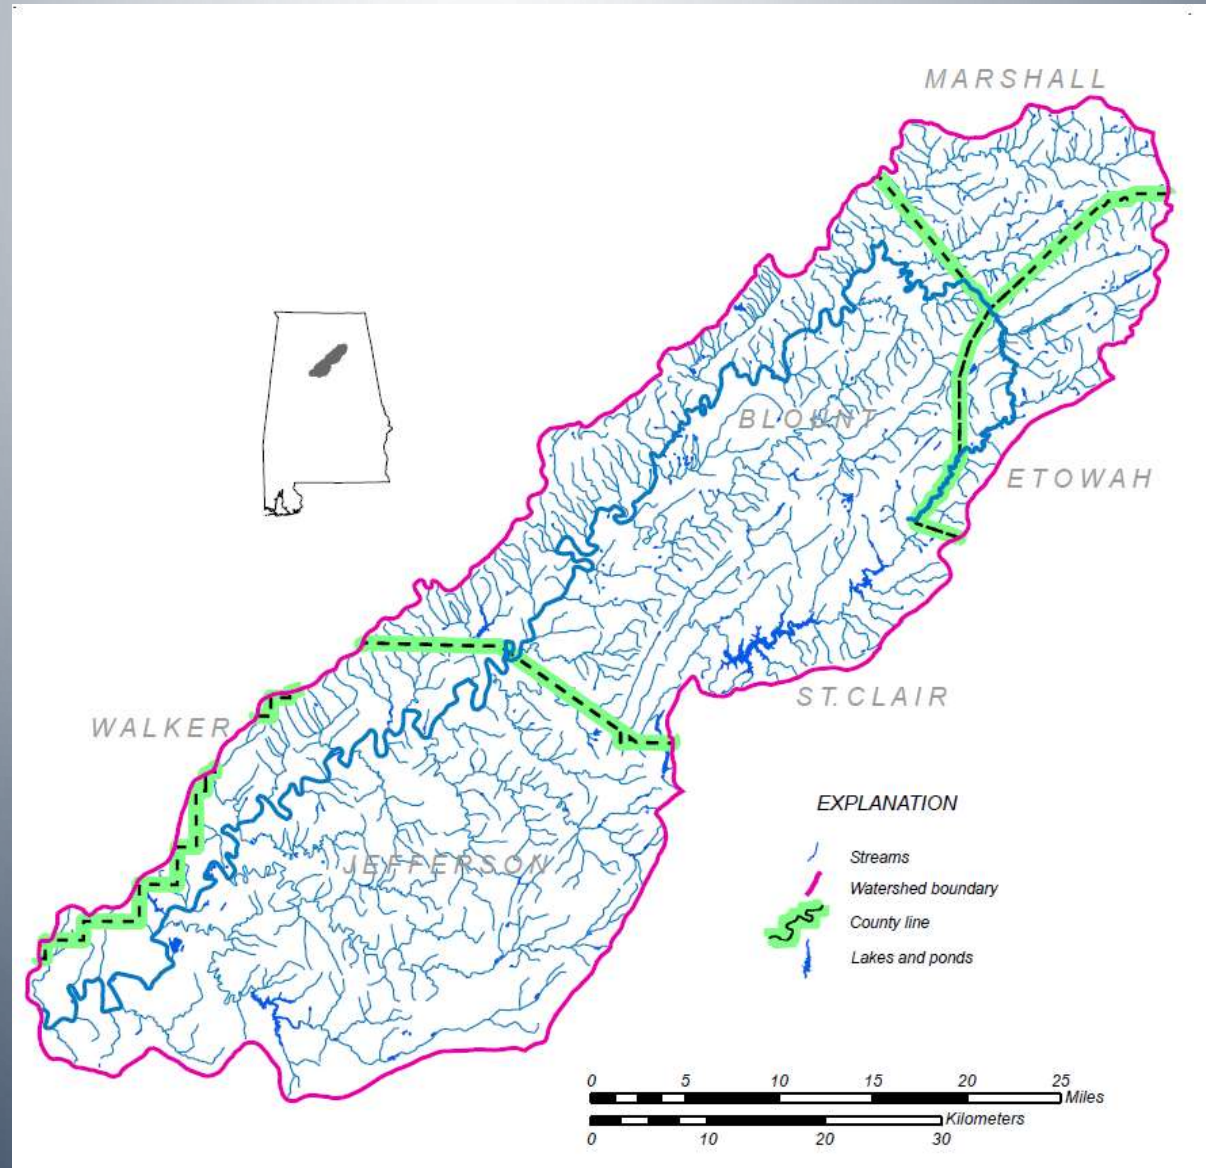 MARSHALL
BLOUNT
ETOWAH
ST. CLAIR
WALKER
JEFFERSON
EXPLANATION
Streams
Watershed boundary
County line
Lakes and ponds
0 5 10 15 20 25
Miles
Kilometers
0 10 20 30